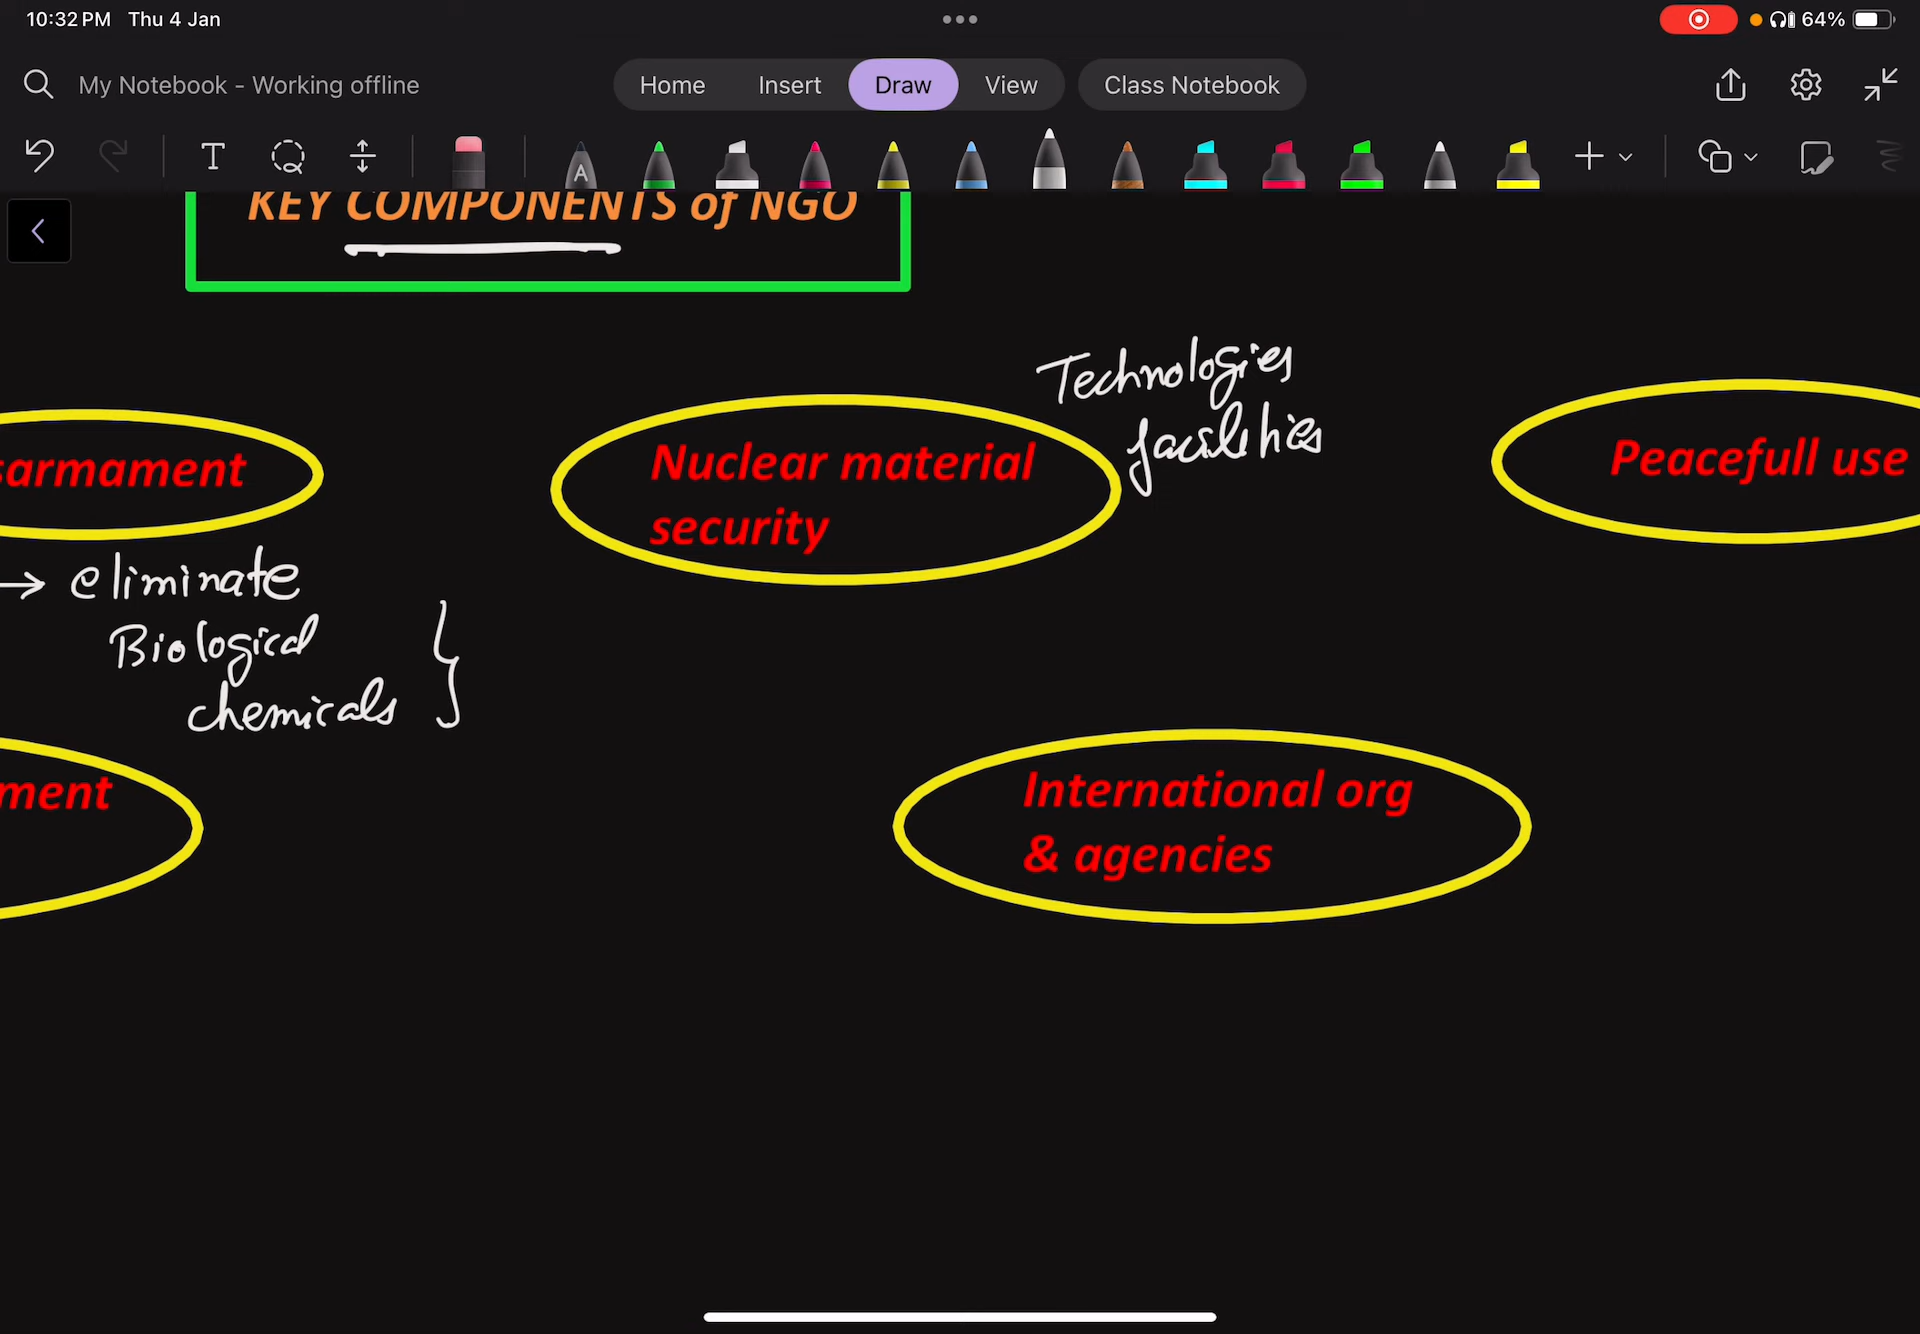 10:32 PM Thu 4 Jan
64%
My Notebook - Working offline
Home Insert Draw View Class Notebook
T
A
KEY COMPONENTS of NGO
Technologies
facilities
sarmament
Nuclear material
security
Peacefull use
→ eliminate
Biological
chemicals
ment
International org
& agencies